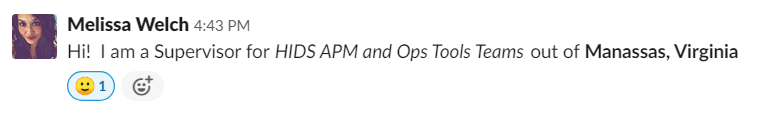 Melissa Welch 4:43 PM
Hi! I am a Supervisor for HIDS APM and Ops Tools Teams out of Manassas, Virginia
1